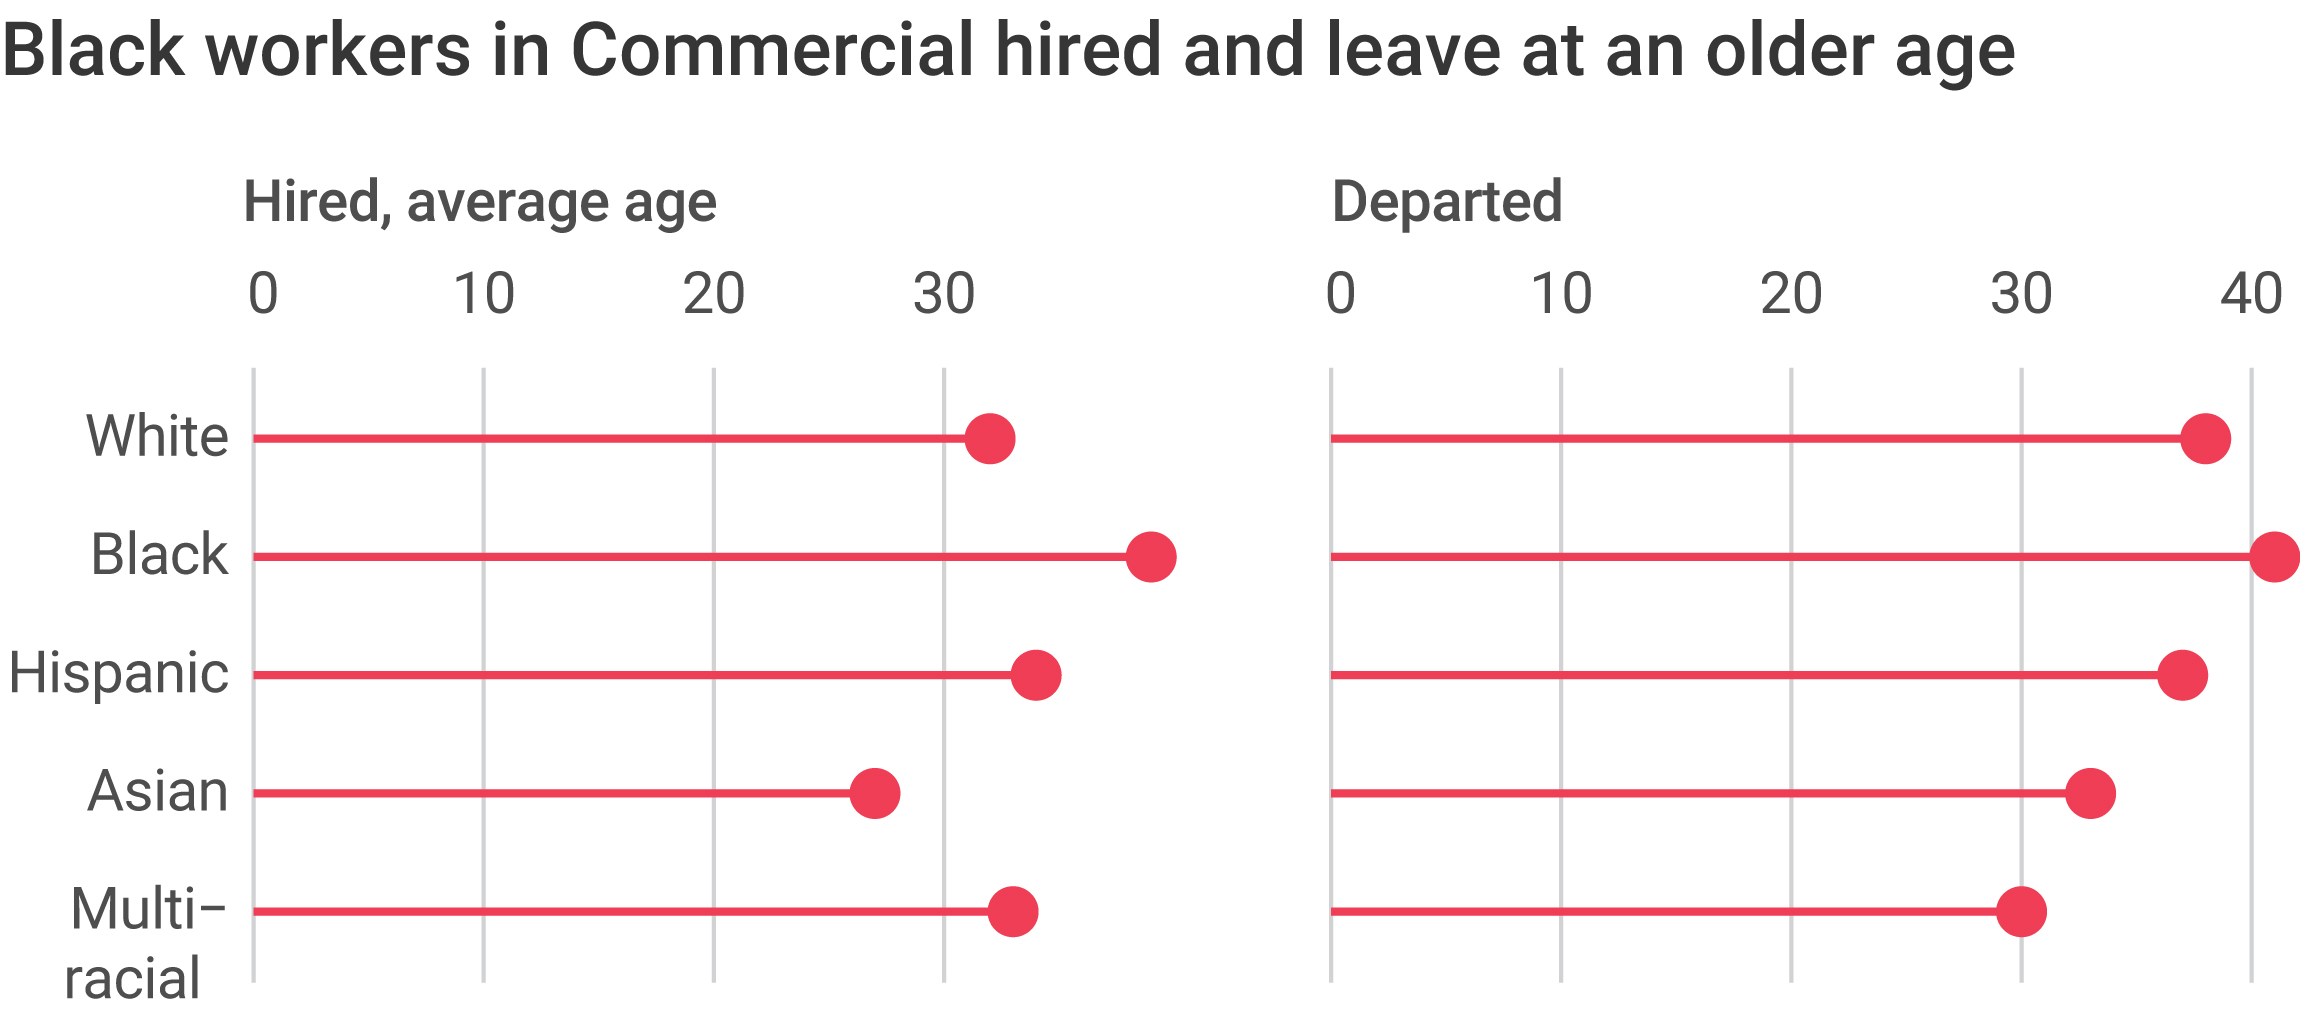 Black workers in Commercial hired and leave at an older age
Hired, average age
Departed
0 10 20 30
0 10 20 30 40
White
Black
Hispanic
Asian
Multi–
racial